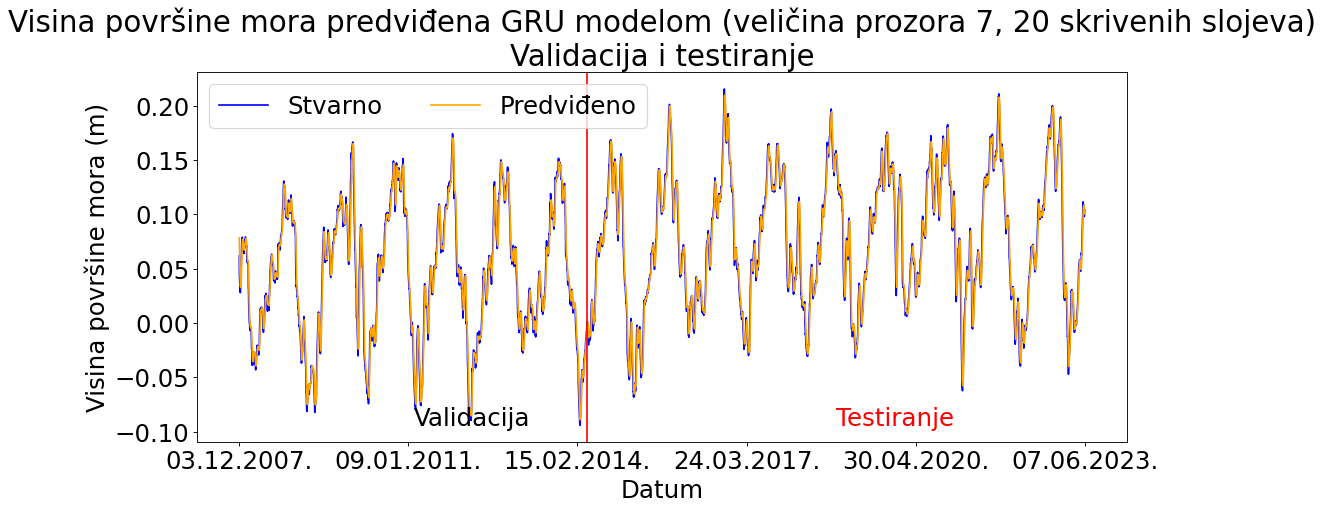 Visina površine mora predviđena GRU modelom (veličina prozora 7, 20 skrivenih slojeva)
Validacija i testiranje
Stvarno
Predviđeno
Visina površine mora (m)
0.20
0.15
0.10
0.05
0.00
−0.05
−0.10
Validacija
Testiranje
03.12.2007.
09.01.2011.
15.02.2014.
24.03.2017.
30.04.2020.
07.06.2023.
Datum